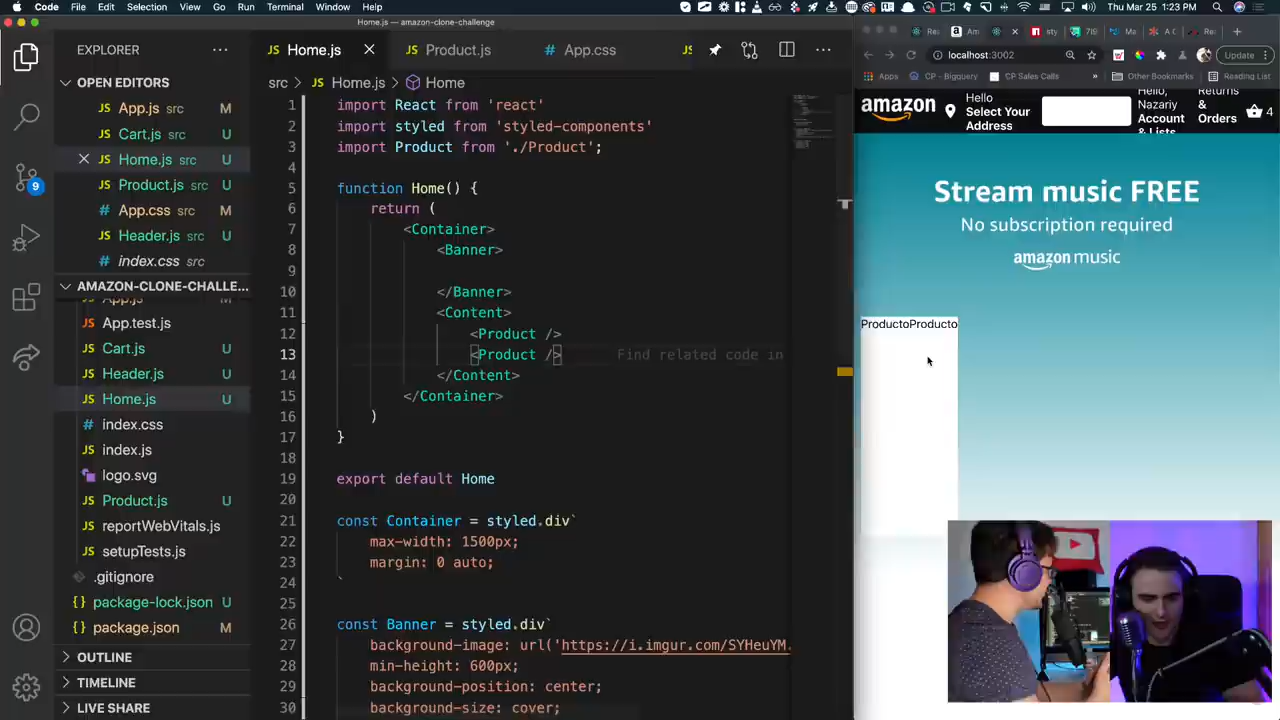 Code File Edit Selection View Go Run Terminal Window Help
Thu Mar 25 1:23 PM
Home.js — amazon-clone-challenge
EXPLORER
OPEN EDITORS
App.js src M
Cart.js src U
Home.js src U
Product.js src U
App.css src M
Header.js src U
index.css src
AMAZON-CLONE-CHALLE...
App.js M
App.test.js
Cart.js U
Header.js U
Home.js U
index.css
index.js
logo.svg
Product.js U
reportWebVitals.js
setupTests.js
.gitignore
package-lock.json U
package.json M
OUTLINE
TIMELINE
LIVE SHARE
9
JS Home.js
JS Product.js
# App.css
JS
src > JS Home.js > Home
1 import React from 'react'
2 import styled from 'styled-components'
3 import Product from './Product';
4
5 function Home() {
6 return (
7 <Container>
8 <Banner>
9
10 </Banner>
11 <Content>
12 <Product />
13 <Product /> Find related code in
14 </Content>
15 </Container>
16 )
17 }
18
19 export default Home
20
21 const Container = styled.div`
22 max-width: 1500px;
23 margin: 0 auto;
24 `
25
26 const Banner = styled.div`
27 background-image: url('https://i.imgur.com/SYHeuYM.
28 min-height: 600px;
29 background-position: center;
30 background-size: cover;
localhost:3002
Update
Apps
CP - Bigquery
CP Sales Calls
Other Bookmarks
Reading List
amazon
Hello
Select Your
Address
Hello,
Nazariy
Account
& Lists
Returns
&
Orders
4
Stream music FREE
No subscription required
amazon music
ProductoProducto